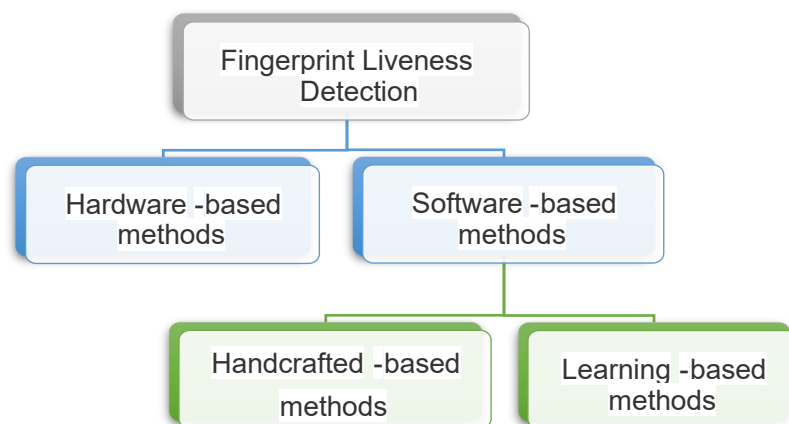 Fingerprint Liveness
Detection
Hardware -based
methods
Software -based
methods
Handcrafted -based
methods
Learning -based
methods